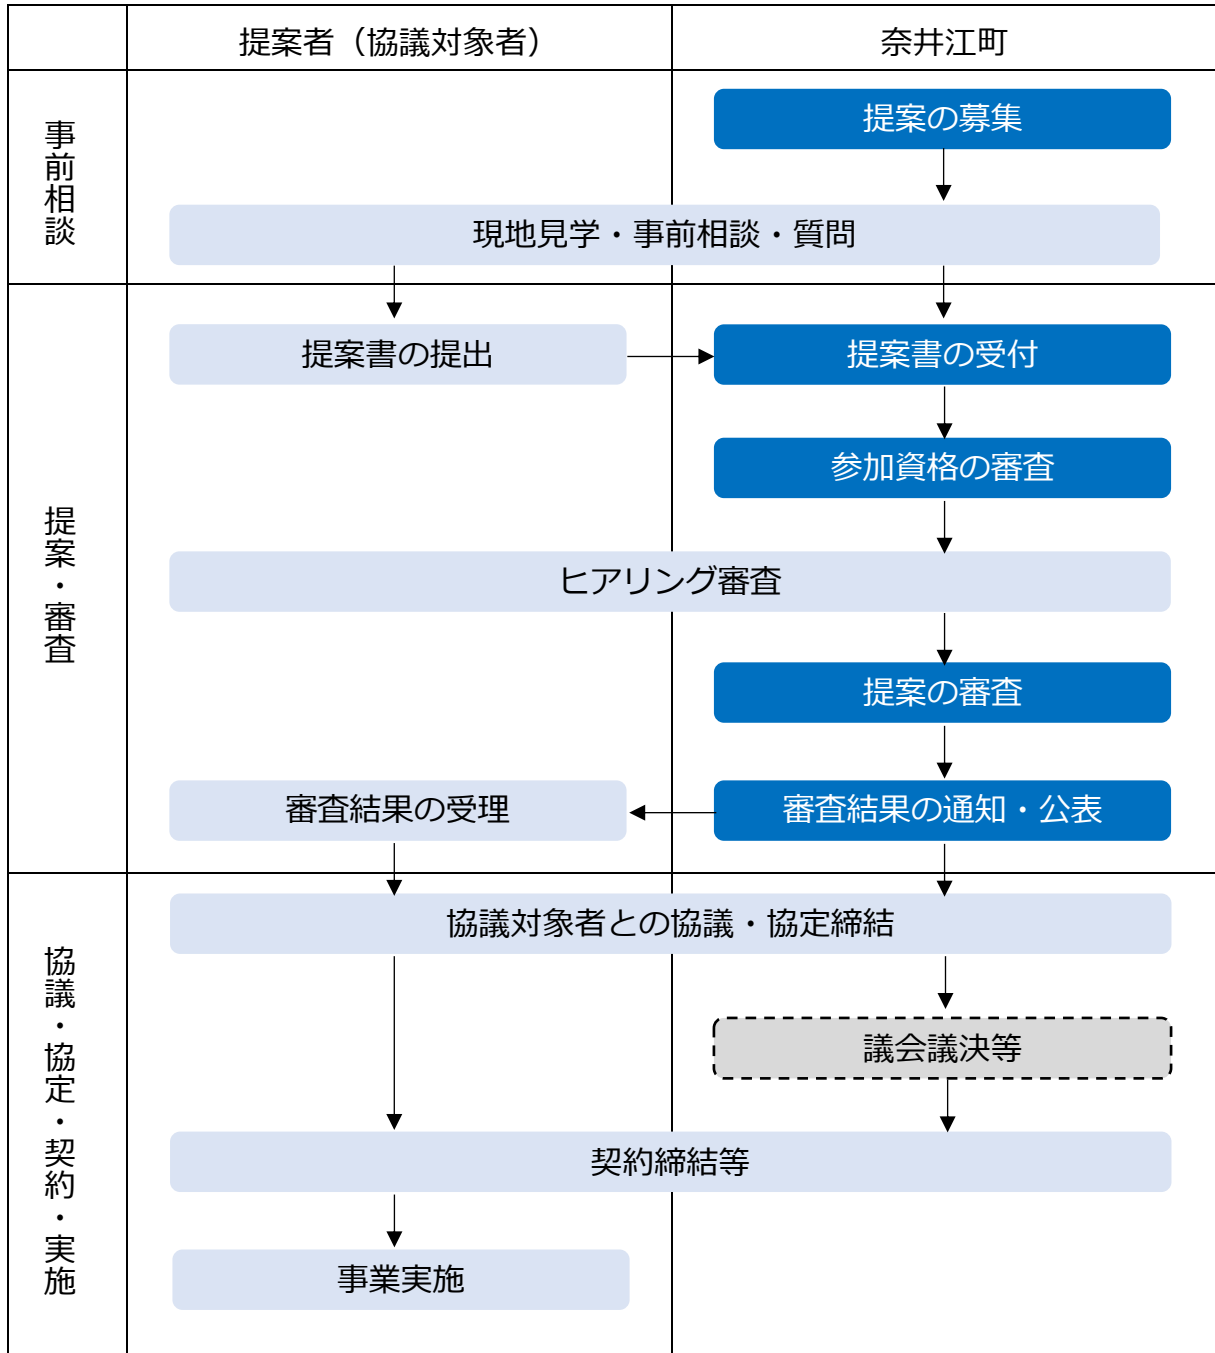 提案者（協議対象者）
奈井江町
事前相談
提案の募集
現地見学・事前相談・質問
提案・審査
提案書の提出
提案書の受付
参加資格の審査
ヒアリング審査
提案の審査
審査結果の受理
審査結果の通知・公表
協議・協定・契約・実施
協議対象者との協議・協定締結
議会議決等
契約締結等
事業実施